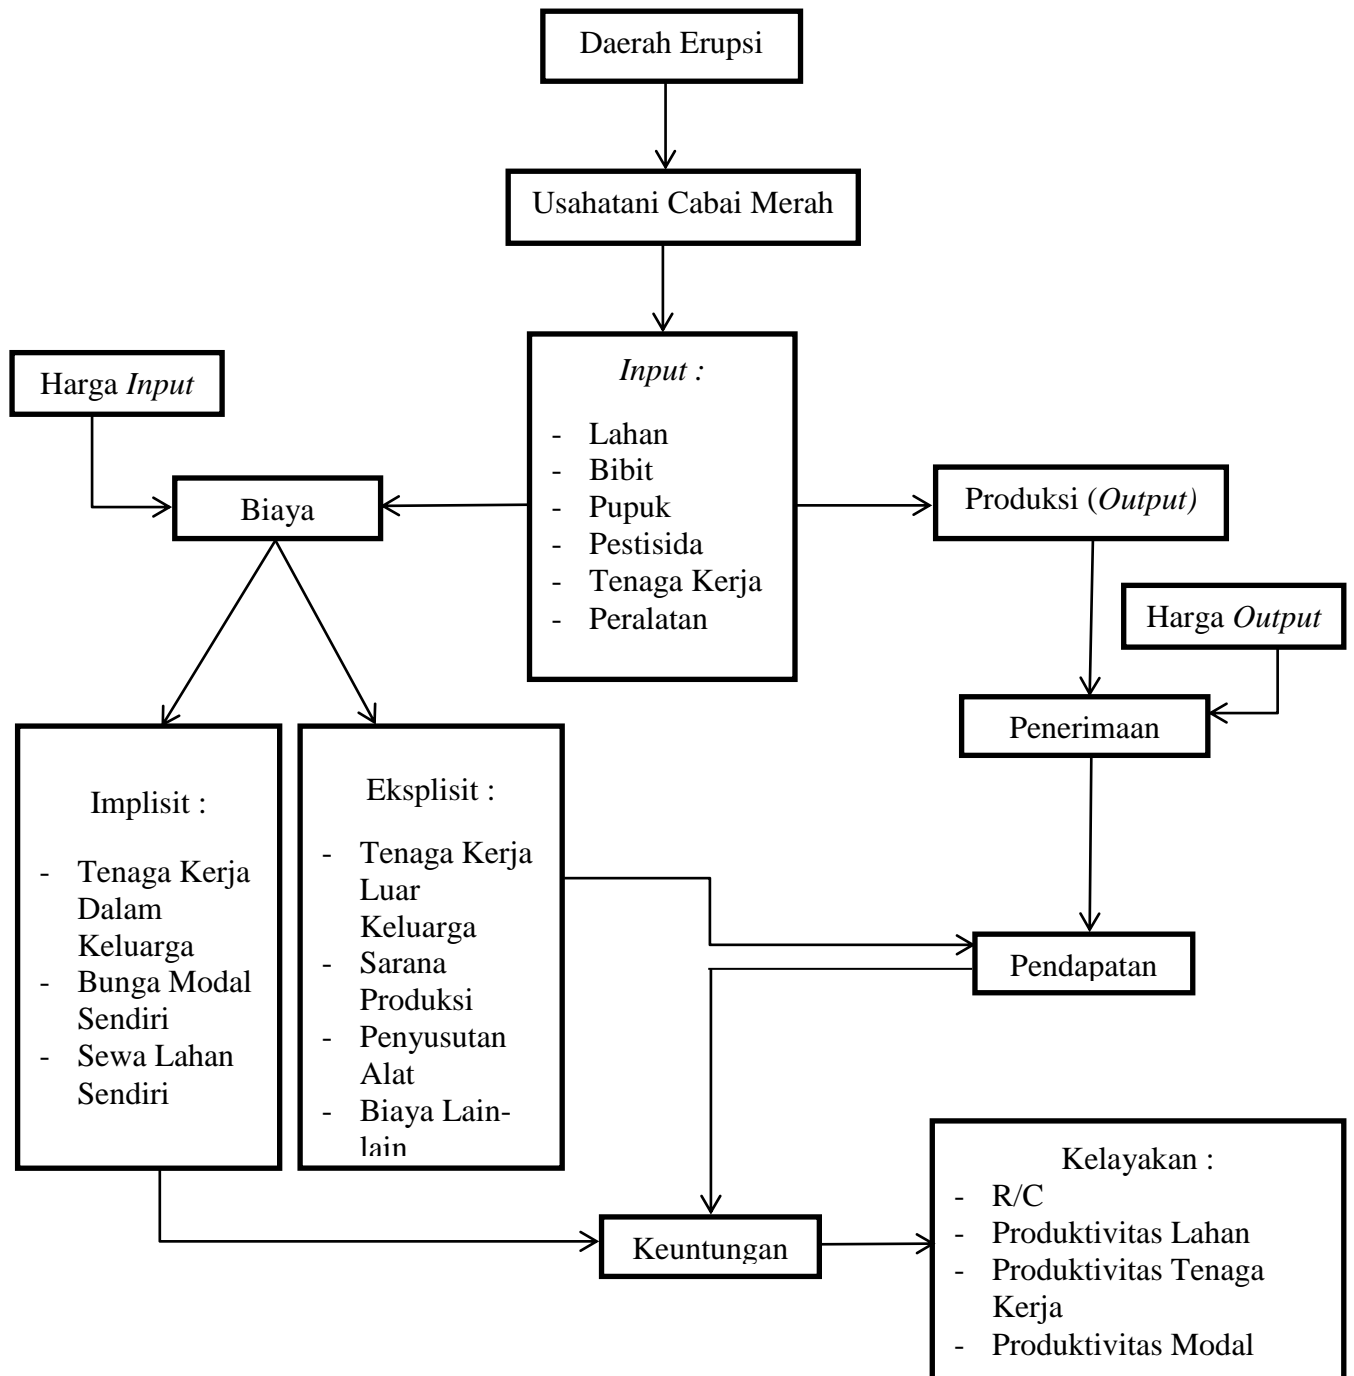 Daerah Erupsi
Usahatani Cabai Merah
Harga Input
Input :
- Lahan
- Bibit
- Pupuk
- Pestisida
- Tenaga Kerja
- Peralatan
Biaya
Produksi (Output)
Harga Output
Penerimaan
Implisit :
- Tenaga Kerja
Dalam
Keluarga
- Bunga Modal
Sendiri
- Sewa Lahan
Sendiri
Eksplisit :
- Tenaga Kerja
Luar
Keluarga
- Sarana
Produksi
- Penyusutan
Alat
- Biaya Lain-
lain
Pendapatan
Keuntungan
Kelayakan :
- R/C
- Produktivitas Lahan
- Produktivitas Tenaga
Kerja
- Produktivitas Modal